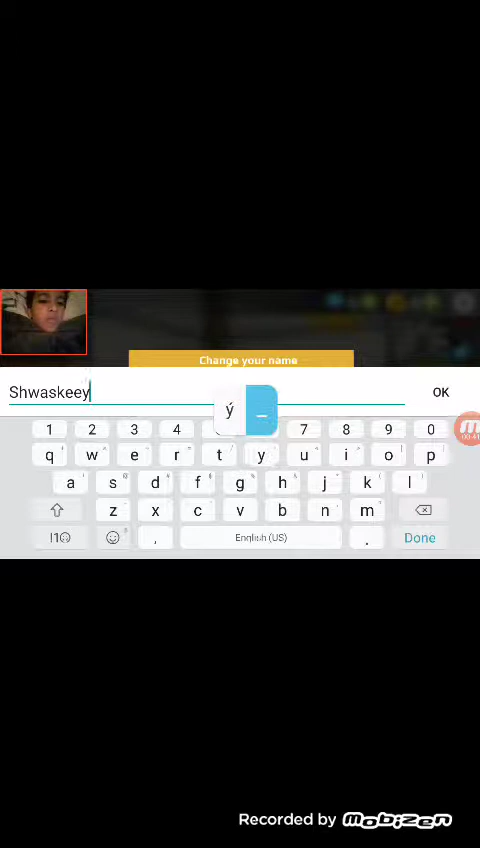 Change your name
Shwaskeey
OK
ý _
1 2 3 4 7 8 9 0
q w e r t y u i o p
a s d f g h j k l
z x c v b n m
, English (US) . Done
Recorded by Mobizen